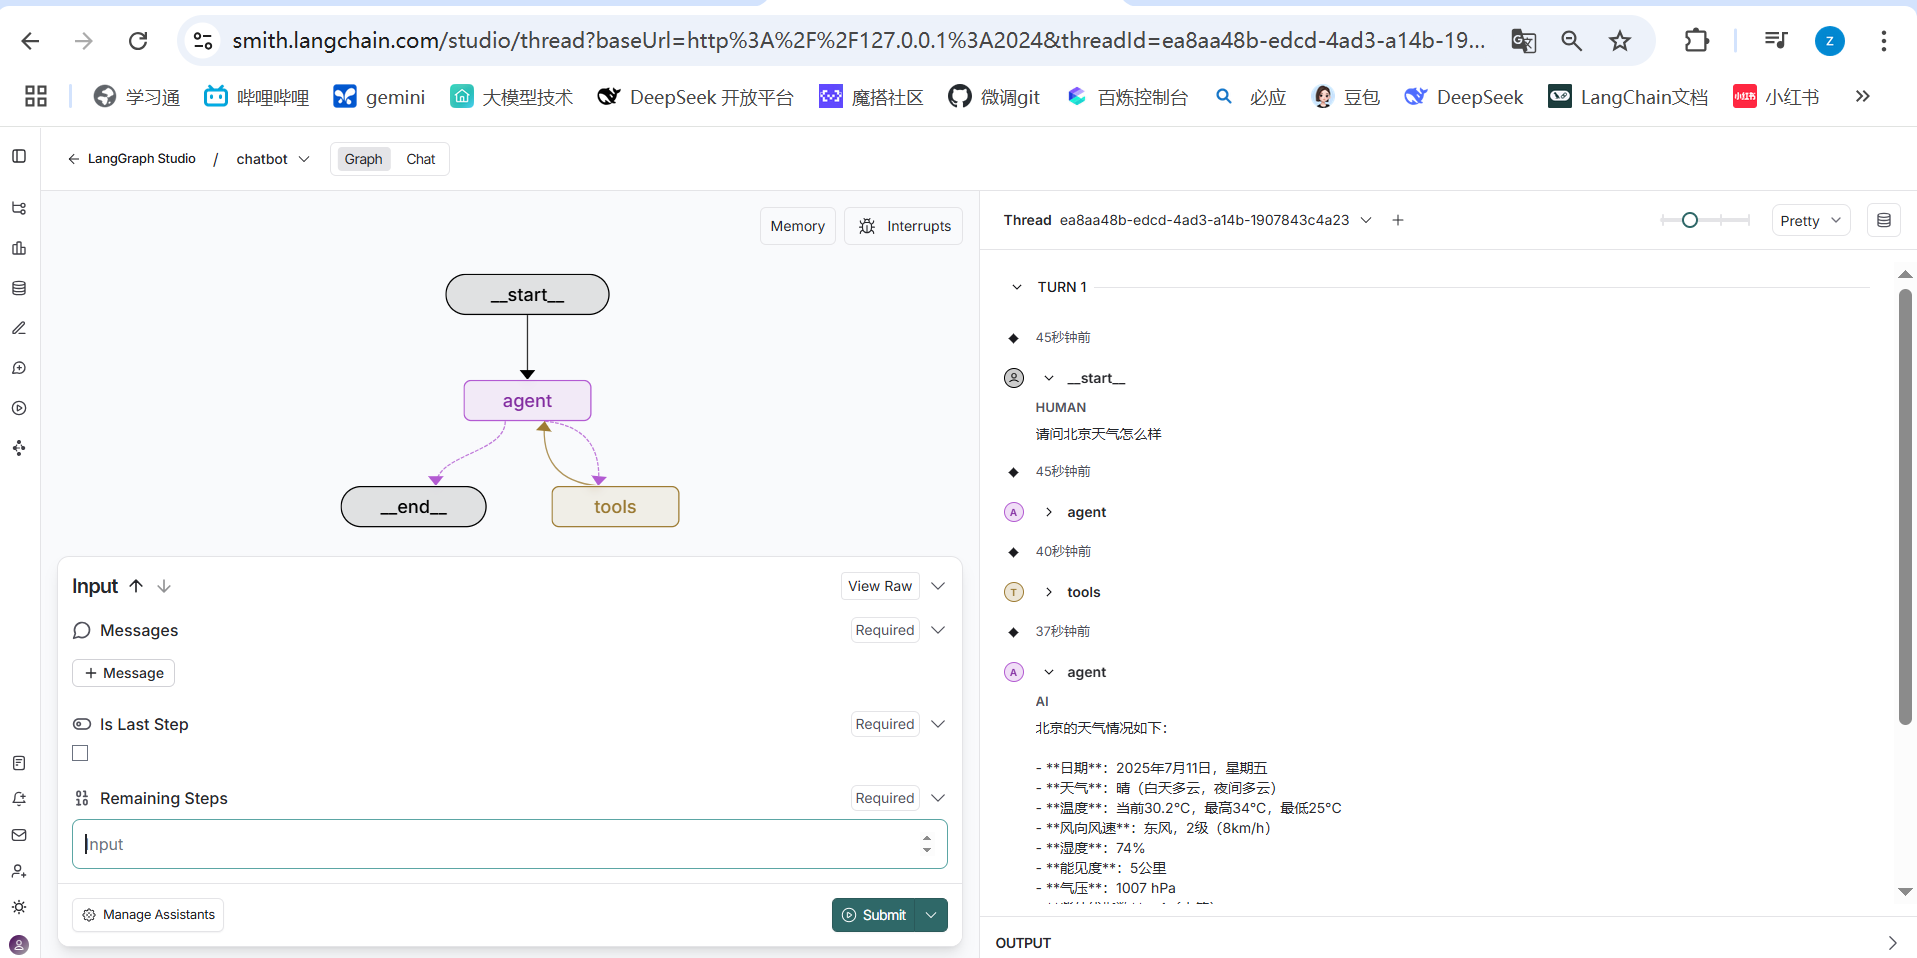 smith.langchain.com/studio/thread?baseUrl=http%3A%2F%2F127.0.0.1%3A2024&threadId=ea8aa48b-edcd-4ad3-a14b-19...
z
学习通
哔哩哔哩
gemini
大模型技术
DeepSeek 开放平台
魔搭社区
微调git
百炼控制台
必应
豆包
DeepSeek
LangChain文档
小红书
LangGraph Studio / chatbot
Graph
Chat
Memory
Interrupts
__start__
agent
__end__
tools
Input
View Raw
Messages
Required
+ Message
Is Last Step
Required
Remaining Steps
Required
Input
Manage Assistants
Submit
Thread ea8aa48b-edcd-4ad3-a14b-1907843c4a23
Pretty
TURN 1
45秒钟前
__start__
HUMAN
请问北京天气怎么样
45秒钟前
A agent
40秒钟前
T tools
37秒钟前
A agent
AI
北京的天气情况如下：
- **日期**：2025年7月11日，星期五
- **天气**：晴（白天多云，夜间多云）
- **温度**：当前30.2°C，最高34°C，最低25°C
- **风向风速**：东风，2级（8km/h）
- **湿度**：74%
- **能见度**：5公里
- **气压**：1007 hPa
OUTPUT